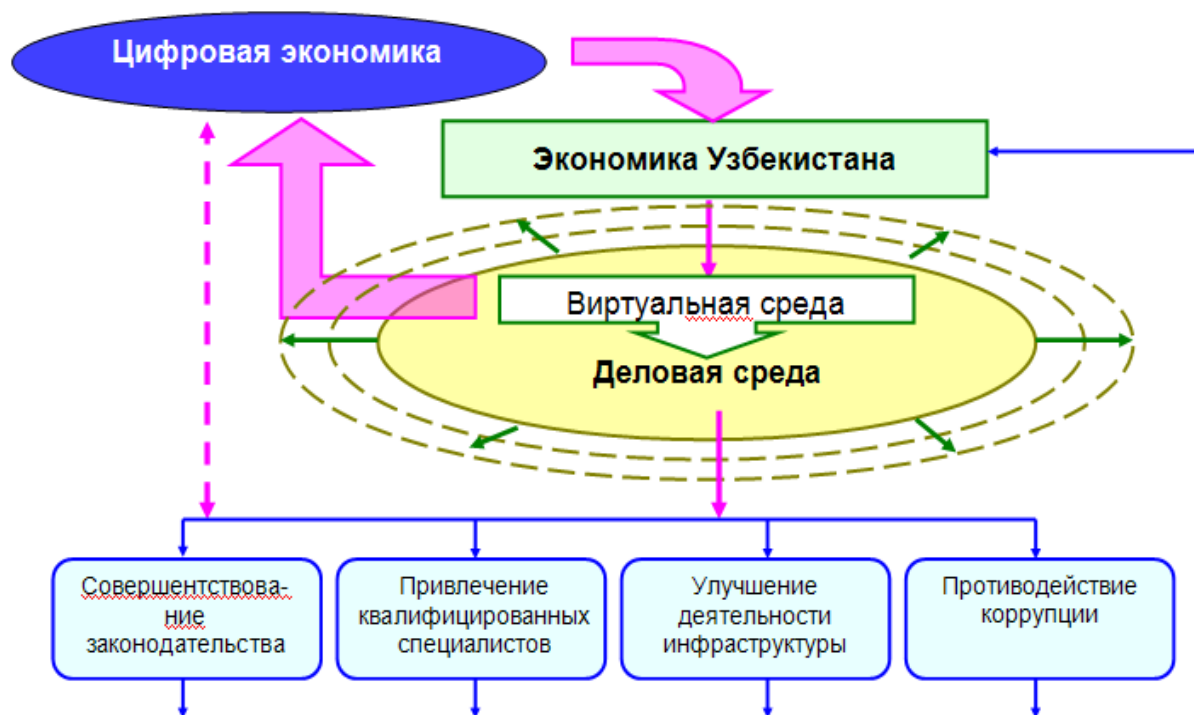 Цифровая экономика
Экономика Узбекистана
Виртуальная среда
Деловая среда
Совершентствова-
ние
законодательства
Привлечение
квалифицированных
специалистов
Улучшение
деятельности
инфраструктуры
Противодействие
коррупции